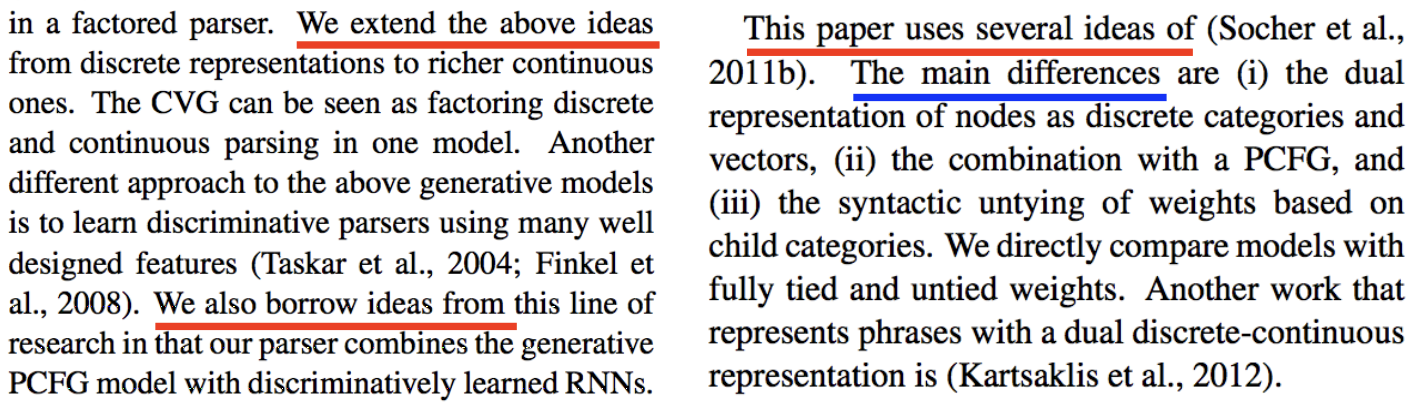 in a factored parser. We extend the above ideas
from discrete representations to richer continuous
ones. The CVG can be seen as factoring discrete
and continuous parsing in one model. Another
different approach to the above generative models
is to learn discriminative parsers using many well
designed features (Taskar et al., 2004; Finkel et
al., 2008). We also borrow ideas from this line of
research in that our parser combines the generative
PCFG model with discriminatively learned RNNs.
This paper uses several ideas of (Socher et al.,
2011b). The main differences are (i) the dual
representation of nodes as discrete categories and
vectors, (ii) the combination with a PCFG, and
(iii) the syntactic untying of weights based on
child categories. We directly compare models with
fully tied and untied weights. Another work that
represents phrases with a dual discrete-continuous
representation is (Kartsaklis et al., 2012).